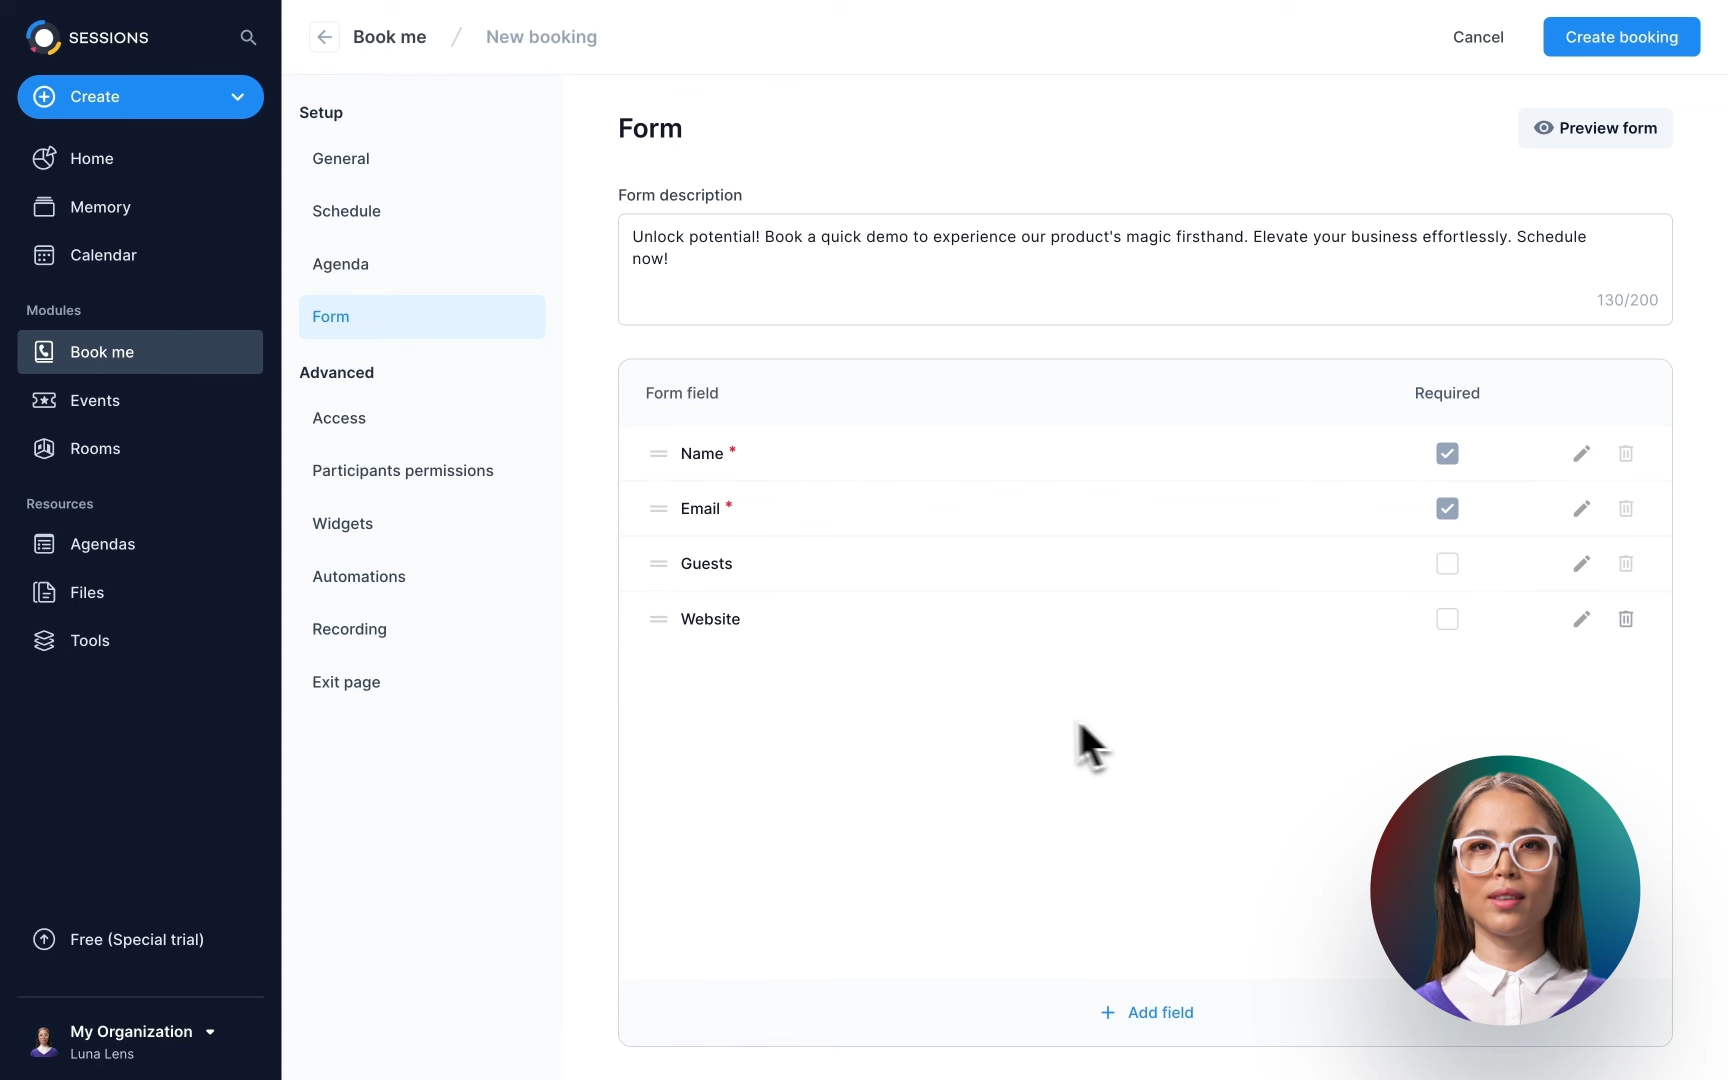 SESSIONS
Create
Home
Memory
Calendar
Modules
Book me
Events
Rooms
Resources
Agendas
Files
Tools
Free (Special trial)
My Organization
Luna Lens
Book me / New booking
Cancel
Create booking
Setup
General
Schedule
Agenda
Form
Advanced
Access
Participants permissions
Widgets
Automations
Recording
Exit page
Form
Preview form
Form description
Unlock potential! Book a quick demo to experience our product's magic firsthand. Elevate your business effortlessly. Schedule
now!
130/200
Form field Required
Name *
Email *
Guests
Website
+ Add field